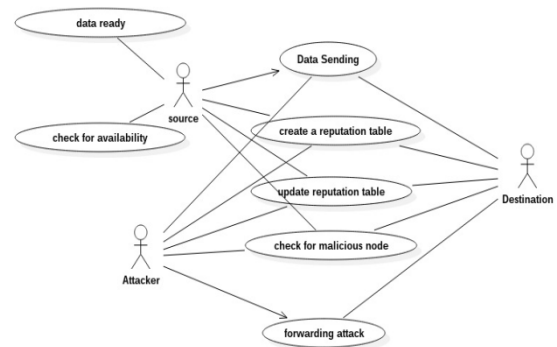 data ready
Data Sending
source
create a reputation table
check for availability
update reputation table
Destination
check for malicious node
Attacker
forwarding attack